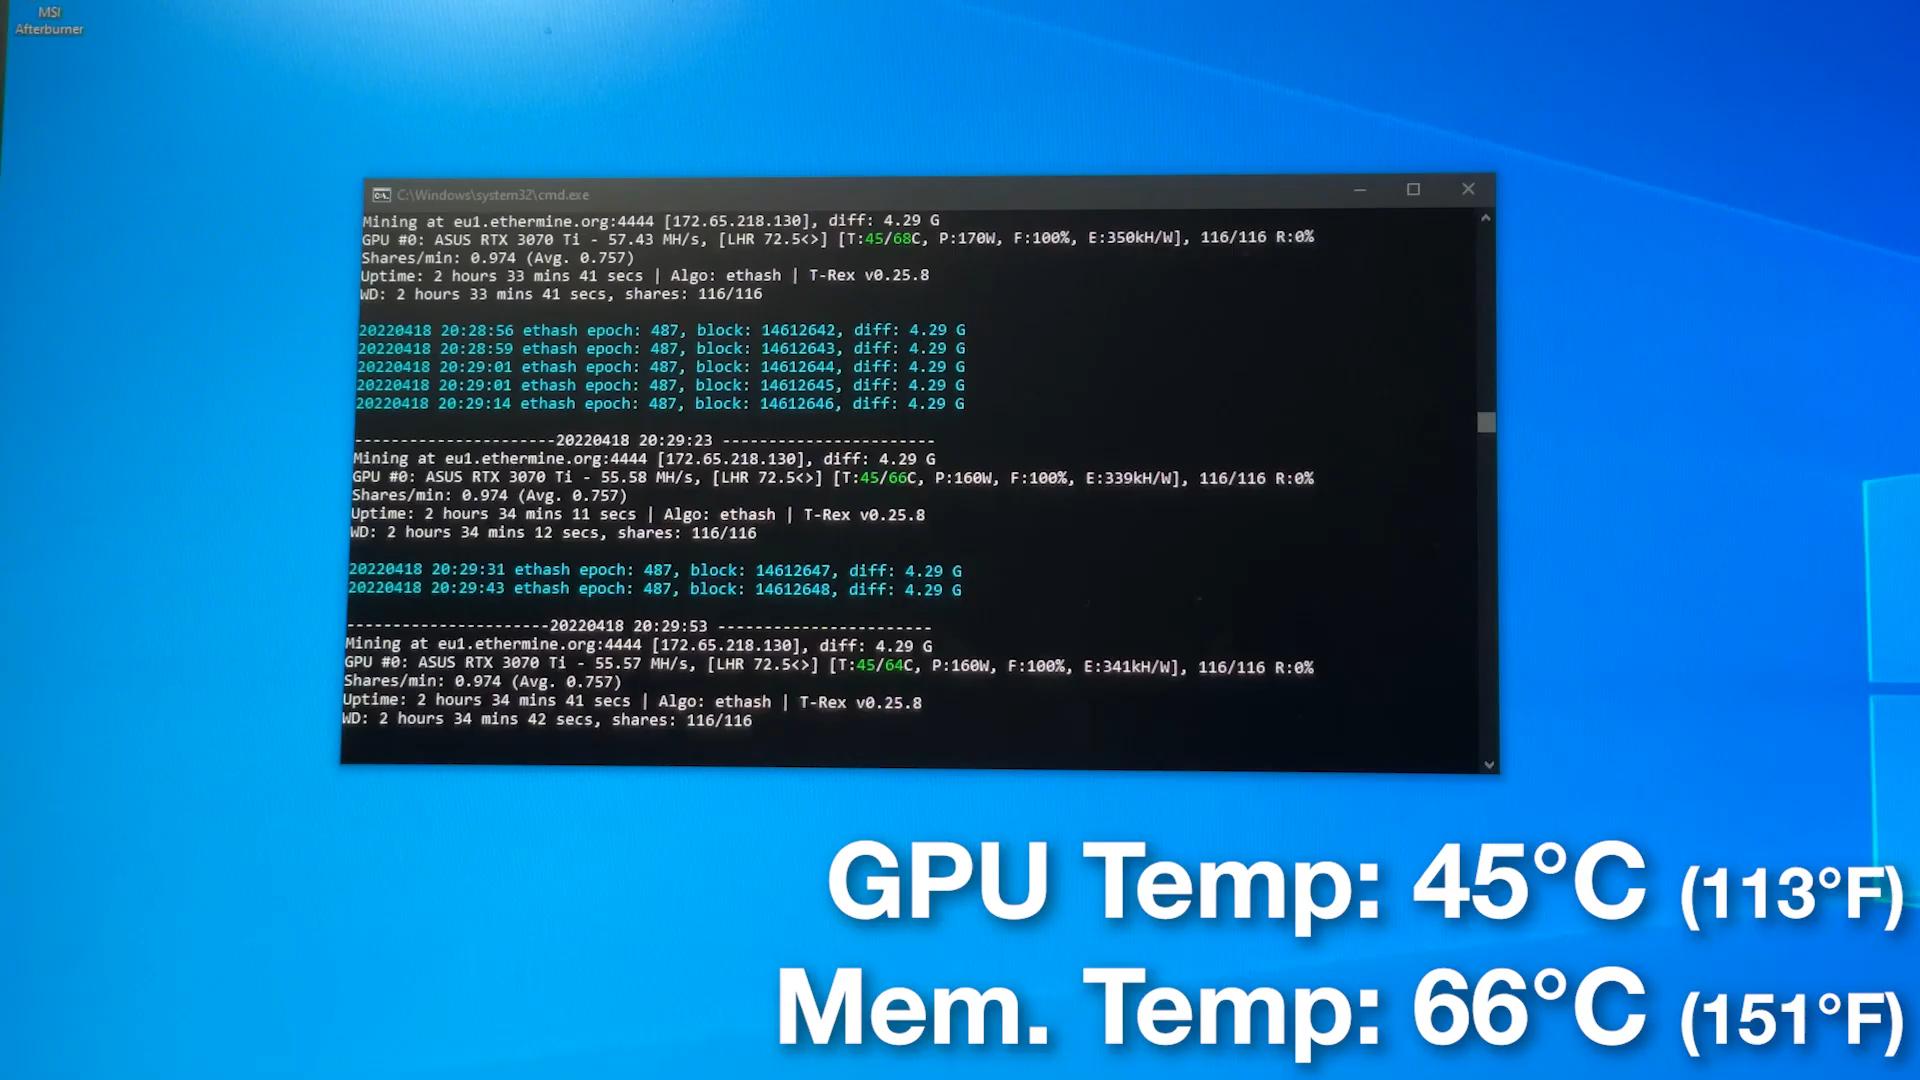 MSI
Afterburner
C:\Windows\system32\cmd.exe
Mining at eu1.ethermine.org:4444 [172.65.218.130], diff: 4.29 G
GPU #0: ASUS RTX 3070 Ti - 57.43 MH/s, [LHR 72.5<>] [T:45/68C, P:170W, F:100%, E:350kH/W], 116/116 R:0%
Shares/min: 0.974 (Avg. 0.757)
Uptime: 2 hours 33 mins 41 secs | Algo: ethash | T-Rex v0.25.8
WD: 2 hours 33 mins 41 secs, shares: 116/116
20220418 20:28:56 ethash epoch: 487, block: 14612642, diff: 4.29 G
20220418 20:28:59 ethash epoch: 487, block: 14612643, diff: 4.29 G
20220418 20:29:01 ethash epoch: 487, block: 14612644, diff: 4.29 G
20220418 20:29:01 ethash epoch: 487, block: 14612645, diff: 4.29 G
20220418 20:29:14 ethash epoch: 487, block: 14612646, diff: 4.29 G
----------------------20220418 20:29:23 -----------------------
Mining at eu1.ethermine.org:4444 [172.65.218.130], diff: 4.29 G
GPU #0: ASUS RTX 3070 Ti - 55.58 MH/s, [LHR 72.5<>] [T:45/66C, P:160W, F:100%, E:339kH/W], 116/116 R:0%
Shares/min: 0.974 (Avg. 0.757)
Uptime: 2 hours 34 mins 11 secs | Algo: ethash | T-Rex v0.25.8
WD: 2 hours 34 mins 12 secs, shares: 116/116
20220418 20:29:31 ethash epoch: 487, block: 14612647, diff: 4.29 G
20220418 20:29:43 ethash epoch: 487, block: 14612648, diff: 4.29 G
----------------------20220418 20:29:53 -----------------------
Mining at eu1.ethermine.org:4444 [172.65.218.130], diff: 4.29 G
GPU #0: ASUS RTX 3070 Ti - 55.57 MH/s, [LHR 72.5<>] [T:45/64C, P:160W, F:100%, E:341kH/W], 116/116 R:0%
Shares/min: 0.974 (Avg. 0.757)
Uptime: 2 hours 34 mins 41 secs | Algo: ethash | T-Rex v0.25.8
WD: 2 hours 34 mins 42 secs, shares: 116/116
GPU Temp: 45°C (113°F)
Mem. Temp: 66°C (151°F)